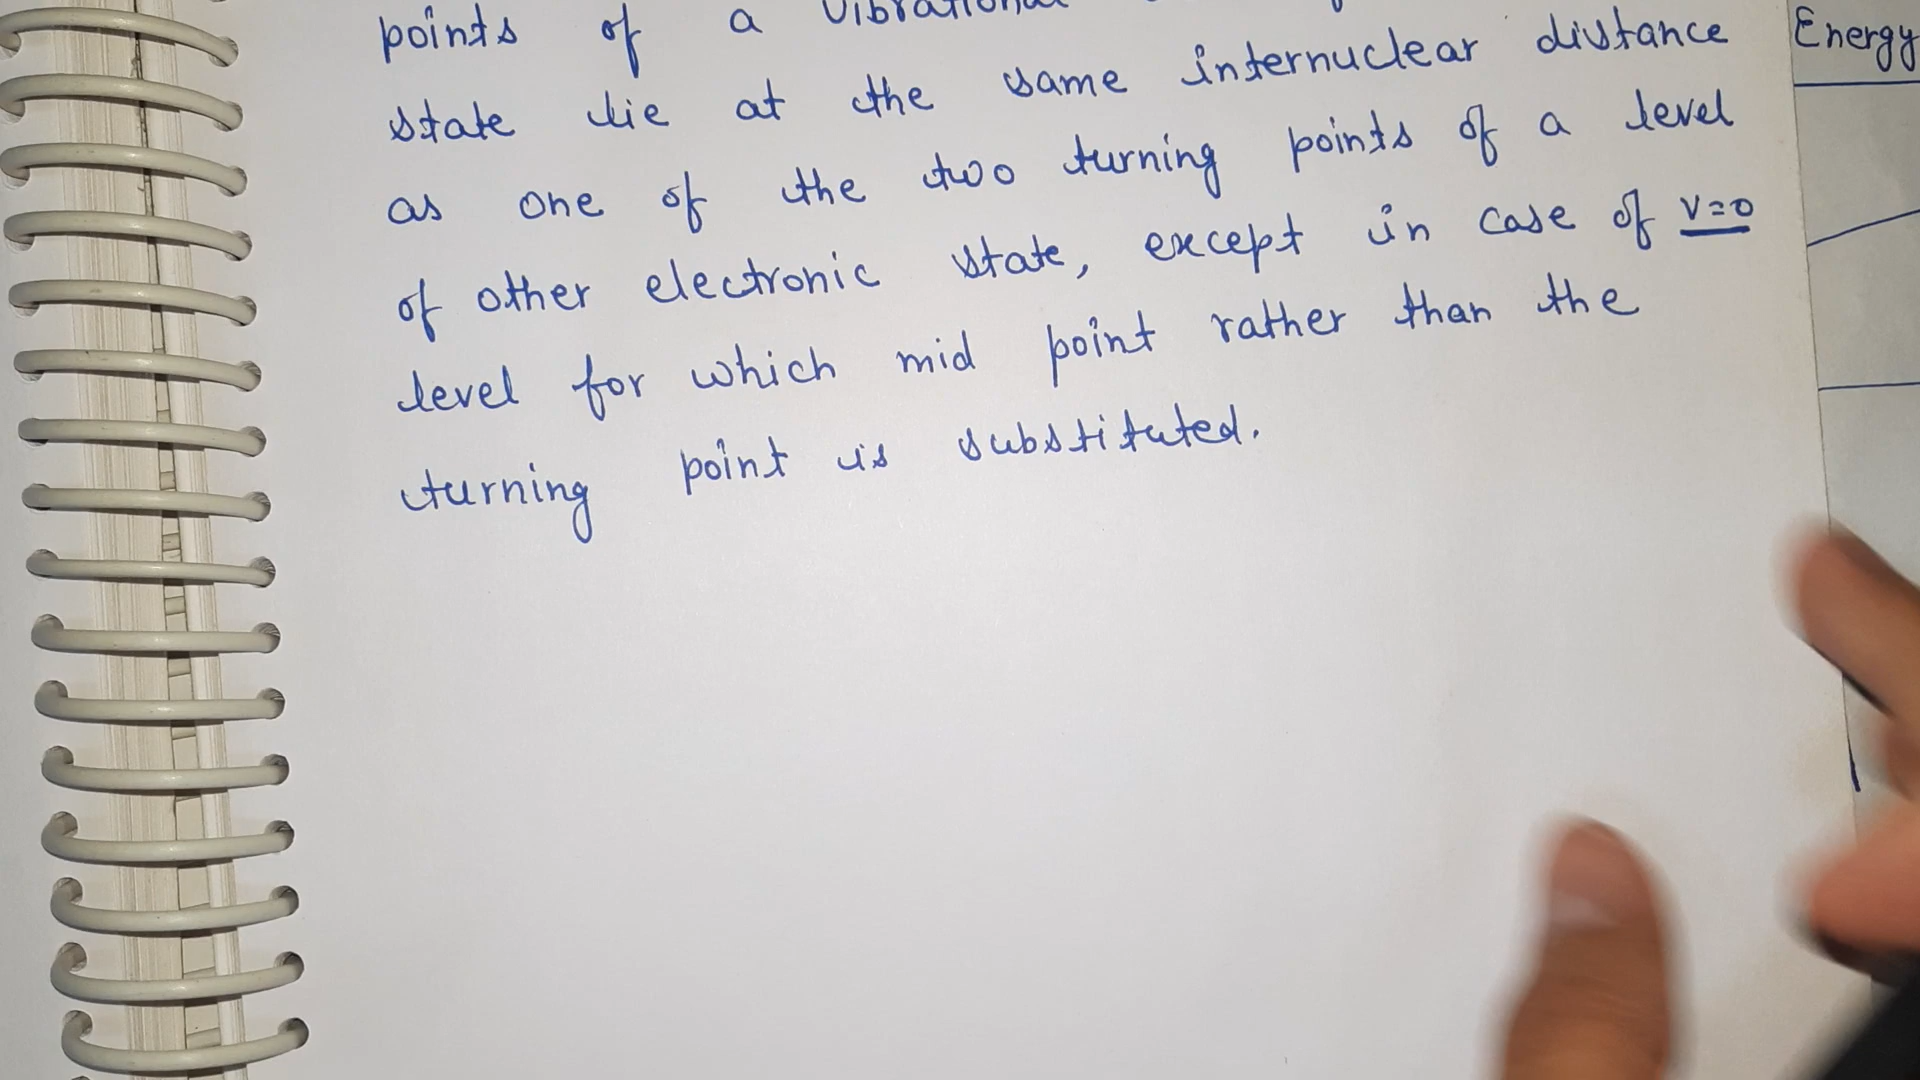 points of a vibrational
state lie at the same internuclear distance
as one of the two turning points of a level
of other electronic state, except in case of v=0
level for which mid point rather than the
turning point is substituted.
Energy